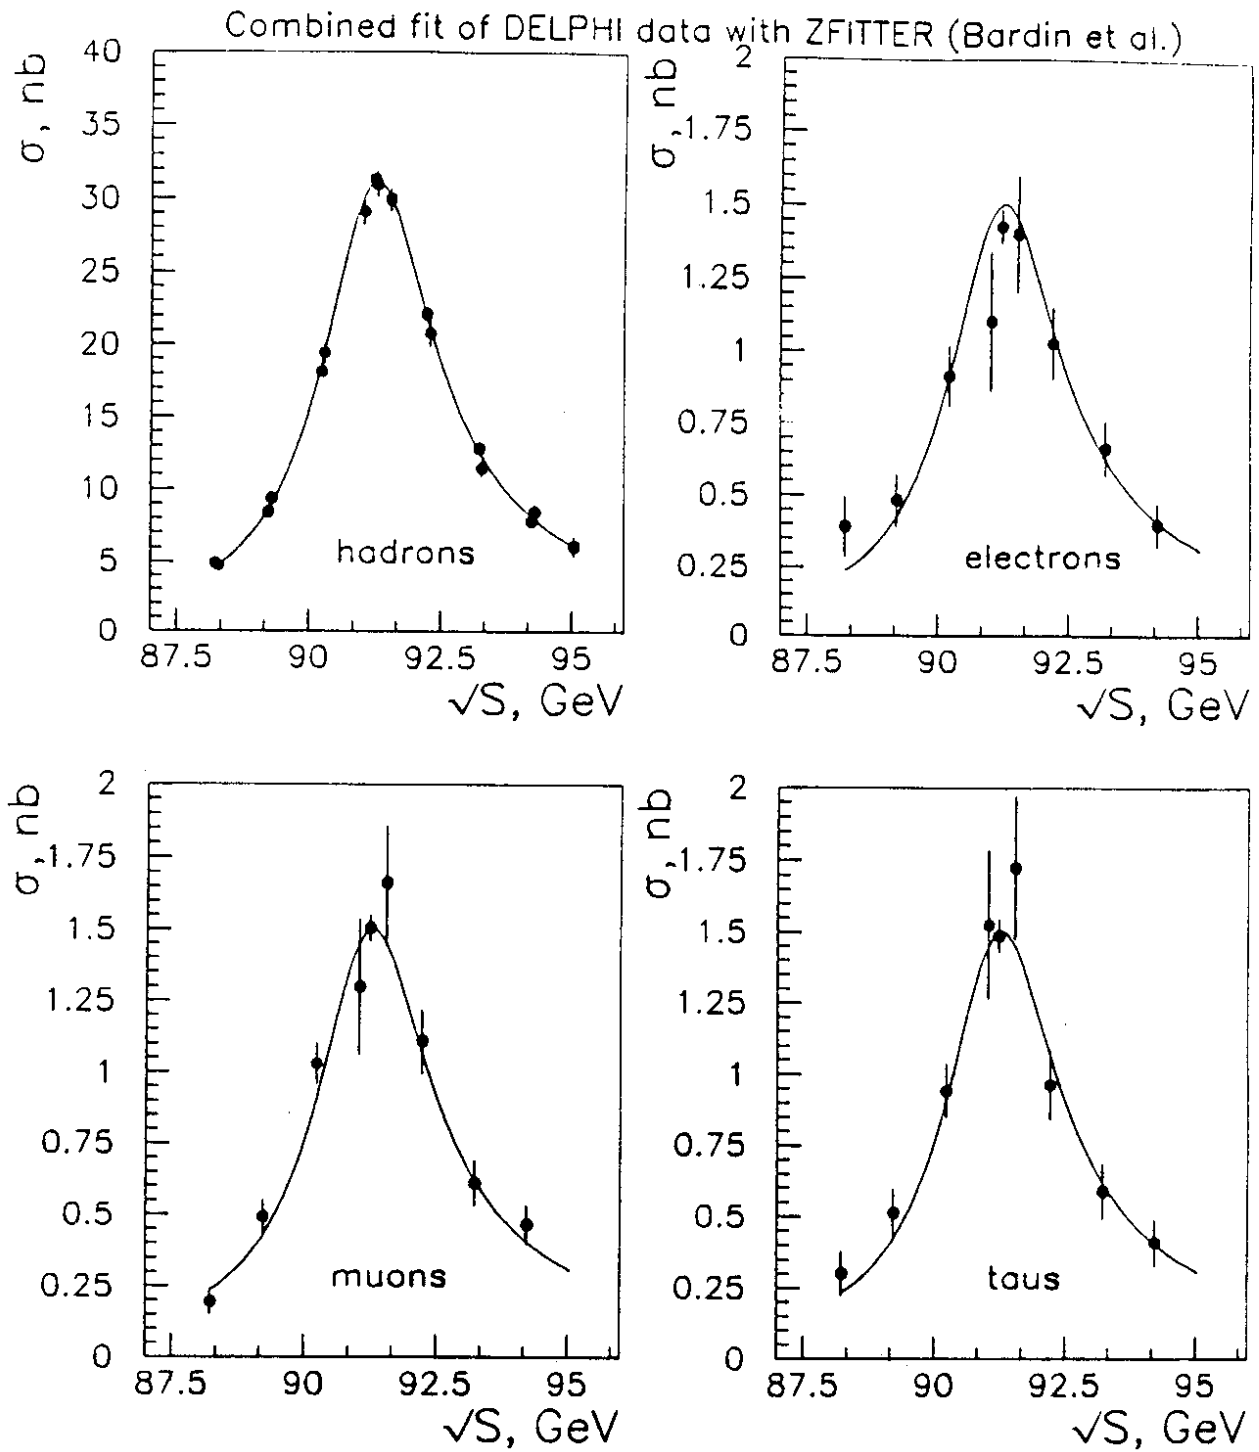 Combined fit of DELPHI data with ZFITTER (Bardin et al.)
σ, nb
40
35
30
25
20
15
10
5
0
hadrons
87.5 90 92.5 95
√S, GeV
σ, nb
2
1.75
1.5
1.25
1
0.75
0.5
0.25
0
electrons
87.5 90 92.5 95
√S, GeV
σ, nb
2
1.75
1.5
1.25
1
0.75
0.5
0.25
0
muons
87.5 90 92.5 95
√S, GeV
σ, nb
2
1.75
1.5
1.25
1
0.75
0.5
0.25
0
taus
87.5 90 92.5 95
√S, GeV